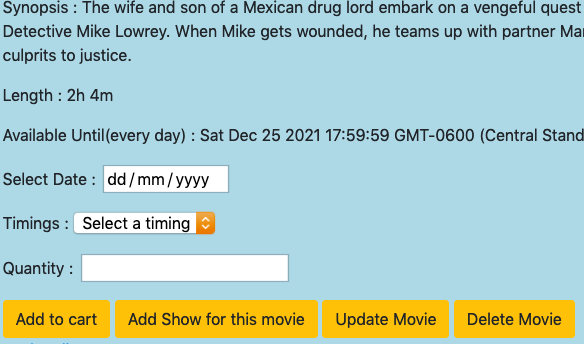 Synopsis : The wife and son of a Mexican drug lord embark on a vengeful quest
Detective Mike Lowrey. When Mike gets wounded, he teams up with partner
culprits to justice.
Length : 2h 4m
Available Until(every day) : Sat Dec 25 2021 17:59:59 GMT-0600 (Central
Select Date : dd/mm/yyyy
Timings : Select a timing
Quantity :
Add to cart Add Show for this movie Update Movie Delete Movie